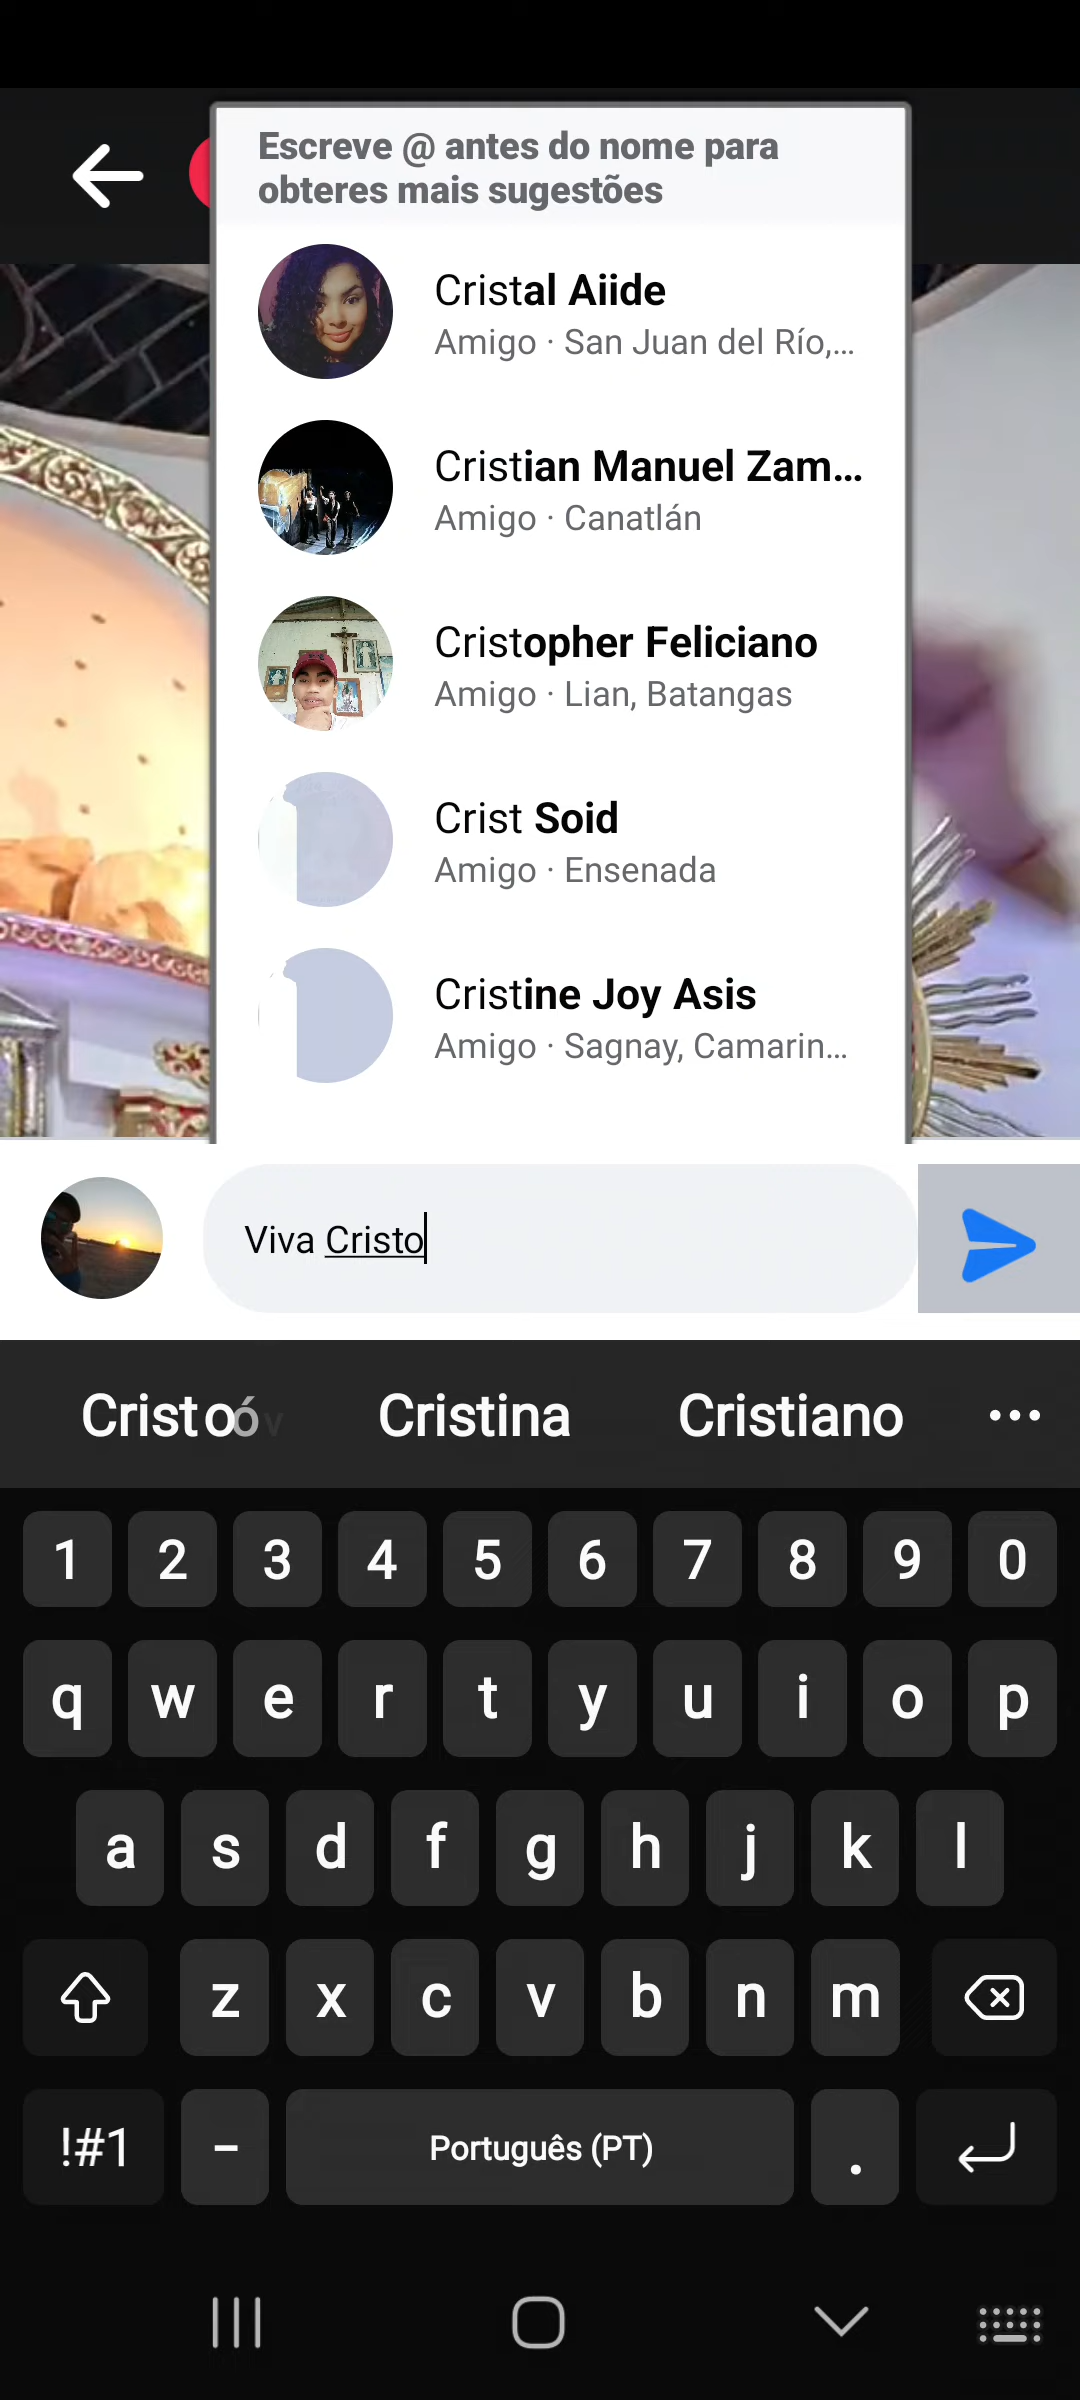 Escreve @ antes do nome para
obteres mais sugestões
Cristal Aiide
Amigo · San Juan del Río,...
Cristian Manuel Zam...
Amigo · Canatlán
Cristopher Feliciano
Amigo · Lian, Batangas
Crist Soid
Amigo · Ensenada
Cristine Joy Asis
Amigo · Sagnay, Camarin...
Viva Cristo
Cristo Cristina Cristiano ...
1 2 3 4 5 6 7 8 9 0
q w e r t y u i o p
a s d f g h j k l
z x c v b n m
!#1 - Português (PT) .